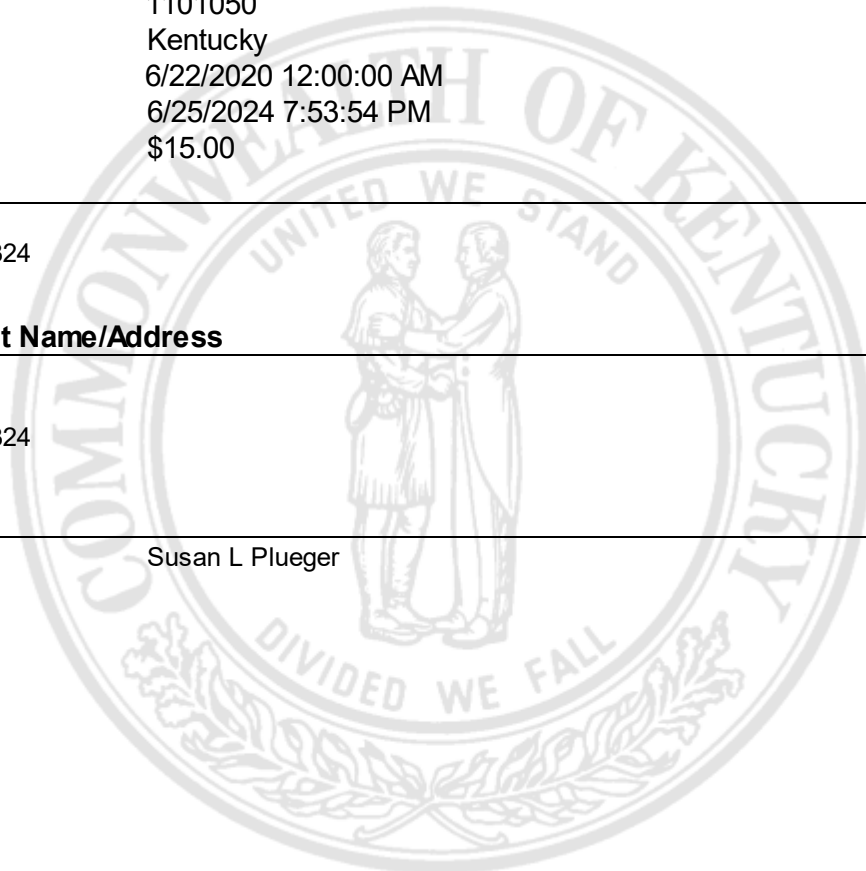 1101050
Kentucky
6/22/2020 12:00:00 AM
6/25/2024 7:53:54 PM
$15.00
324
t Name/Address
324
Susan L Plueger
COMMONWEALTH OF KENTUCKY
UNITED WE STAND
DIVIDED WE FALL